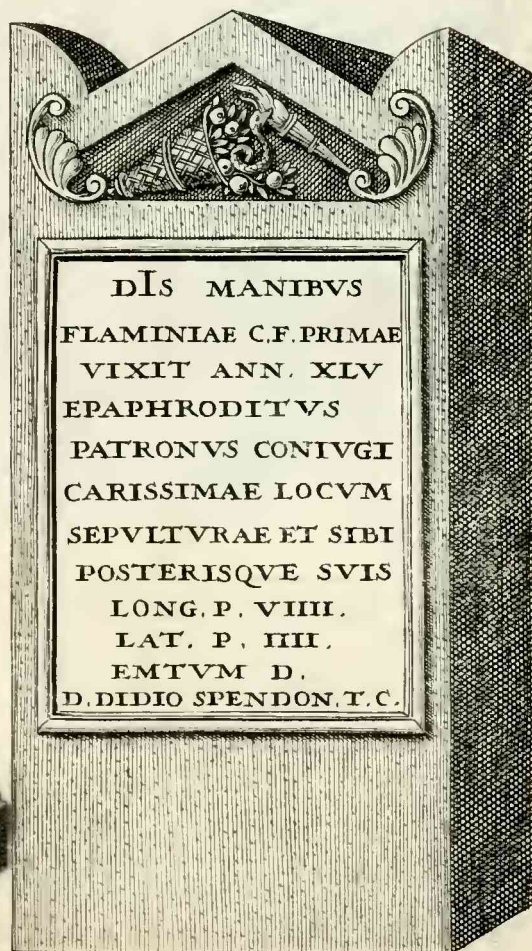 DIS MANIBVS
FLAMINIAE C.F. PRIMAE
VIXIT ANN. XLV
EPAPHRODITVS
PATRONVS CONIVGI
CARISSIMAE LOCVM
SEPVLTVRAE ET SIBI
POSTERISQVE SVIS
LONG. P. VIIII.
LAT. P. IIII.
EMTVM D.
D. DIDIO SPENDON. T. C.